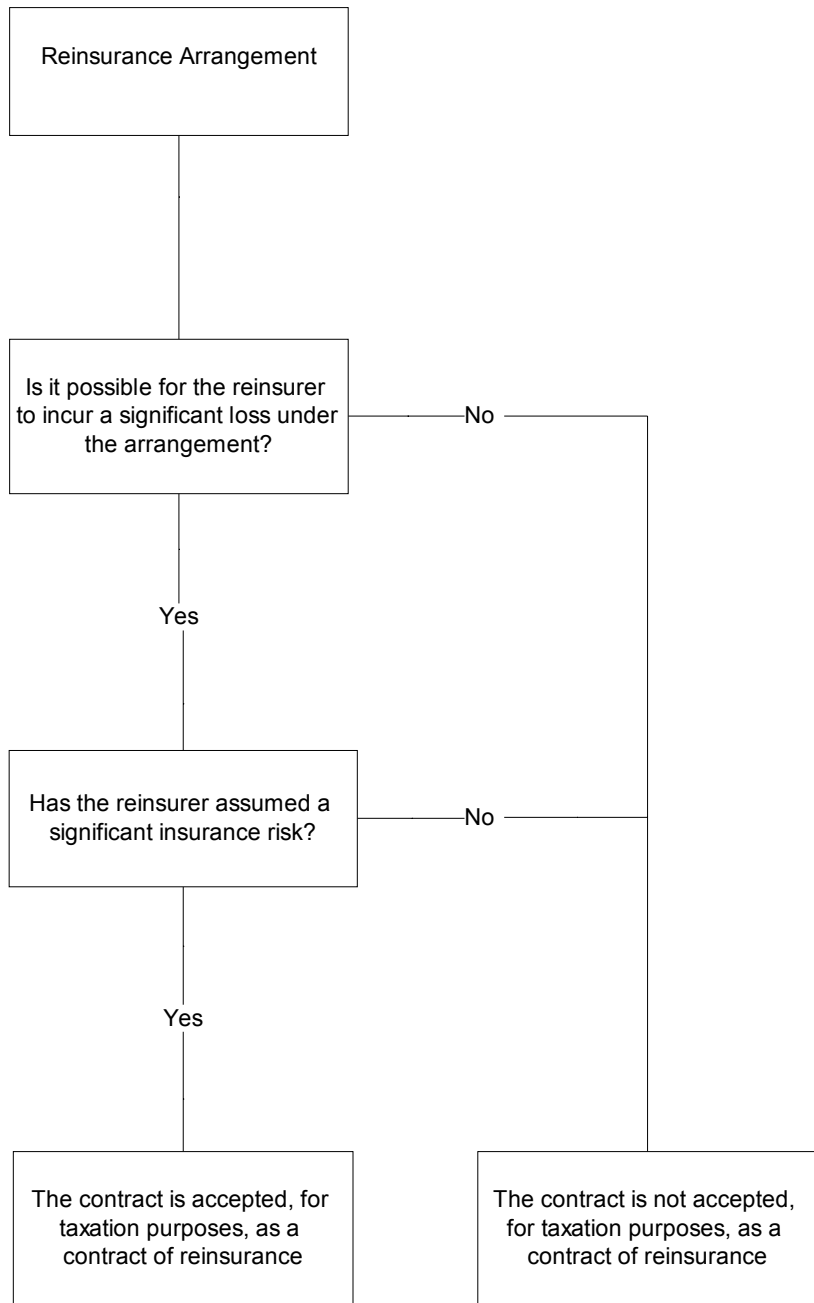 Reinsurance Arrangement
Is it possible for the reinsurer
to incur a significant loss under
the arrangement?
No
Yes
Has the reinsurer assumed a
significant insurance risk?
No
Yes
The contract is accepted, for
taxation purposes, as a
contract of reinsurance
The contract is not accepted,
for taxation purposes, as a
contract of reinsurance